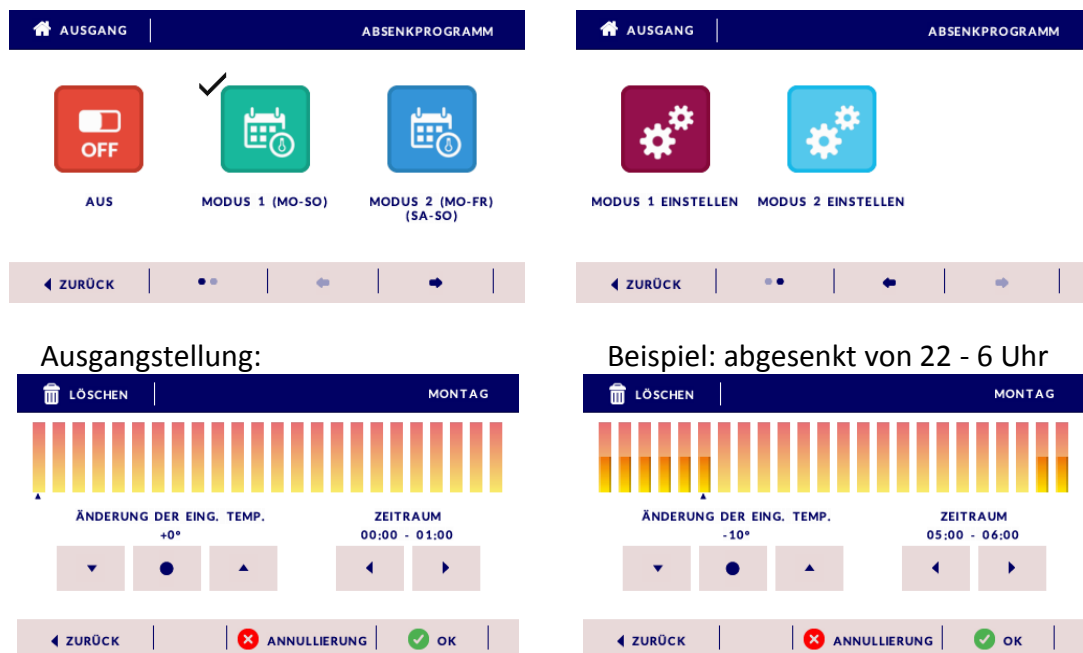 AUSGANG
ABSENKPROGRAMM
OFF
AUS
MODUS 1 (MO-SO)
MODUS 2 (MO-FR)
(SA-SO)
ZURÜCK
AUSGANG
ABSENKPROGRAMM
MODUS 1 EINSTELLEN
MODUS 2 EINSTELLEN
ZURÜCK
Ausgangstellung:
LÖSCHEN
MONTAG
ÄNDERUNG DER EING. TEMP.
+0°
ZEITRAUM
00:00 - 01:00
ZURÜCK
ANNULLIERUNG
OK
Beispiel: abgesenkt von 22 - 6 Uhr
LÖSCHEN
MONTAG
ÄNDERUNG DER EING. TEMP.
-10°
ZEITRAUM
05:00 - 06:00
ZURÜCK
ANNULLIERUNG
OK